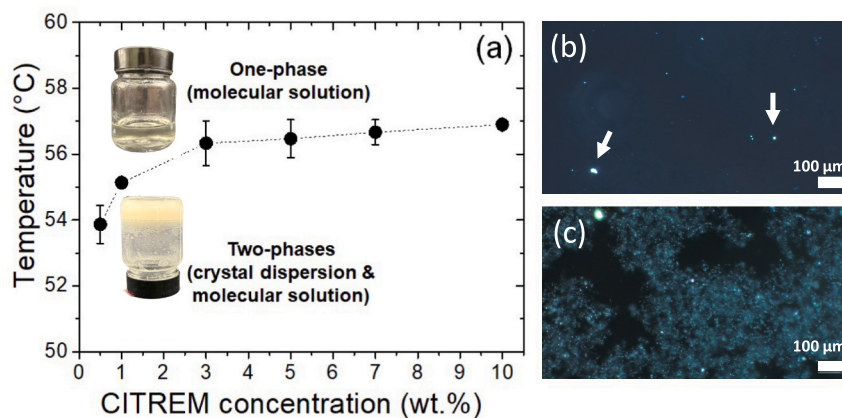 60
58
56
54
52
50
0
1
2
3
4
5
6
7
8
9
10
Temperature (°C)
CITREM concentration (wt.%)
(a)
One-phase
(molecular solution)
Two-phases
(crystal dispersion &
molecular solution)
(b)
100 µm
(c)
100 µm